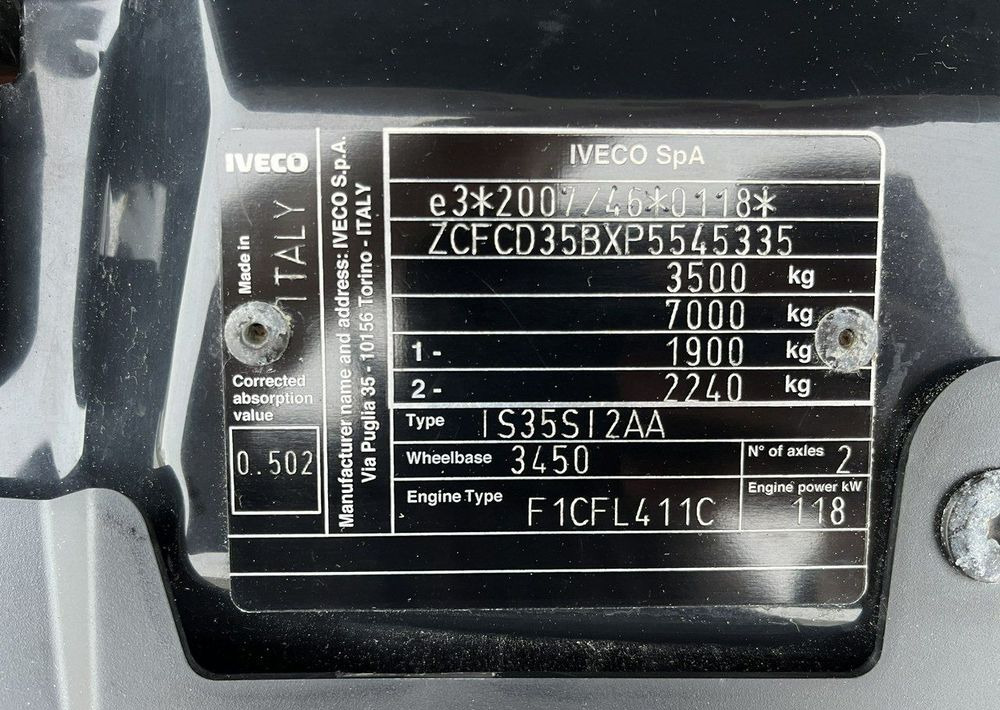 IVECO
Made in
ITALY
Corrected
absorption
value
0.502
Manufacturer name and address: IVECO S.p.A.
Via Puglia 35 - 10156 Torino - ITALY
IVECO SpA
e3*2007/46*0118*
ZCFCD35BXP5545335
3500 kg
7000 kg
1- 1900 kg
2- 2240 kg
Type IS35SI2AA
Wheelbase 3450 N° of axles 2
Engine Type F1CFL411C Engine power kW 118